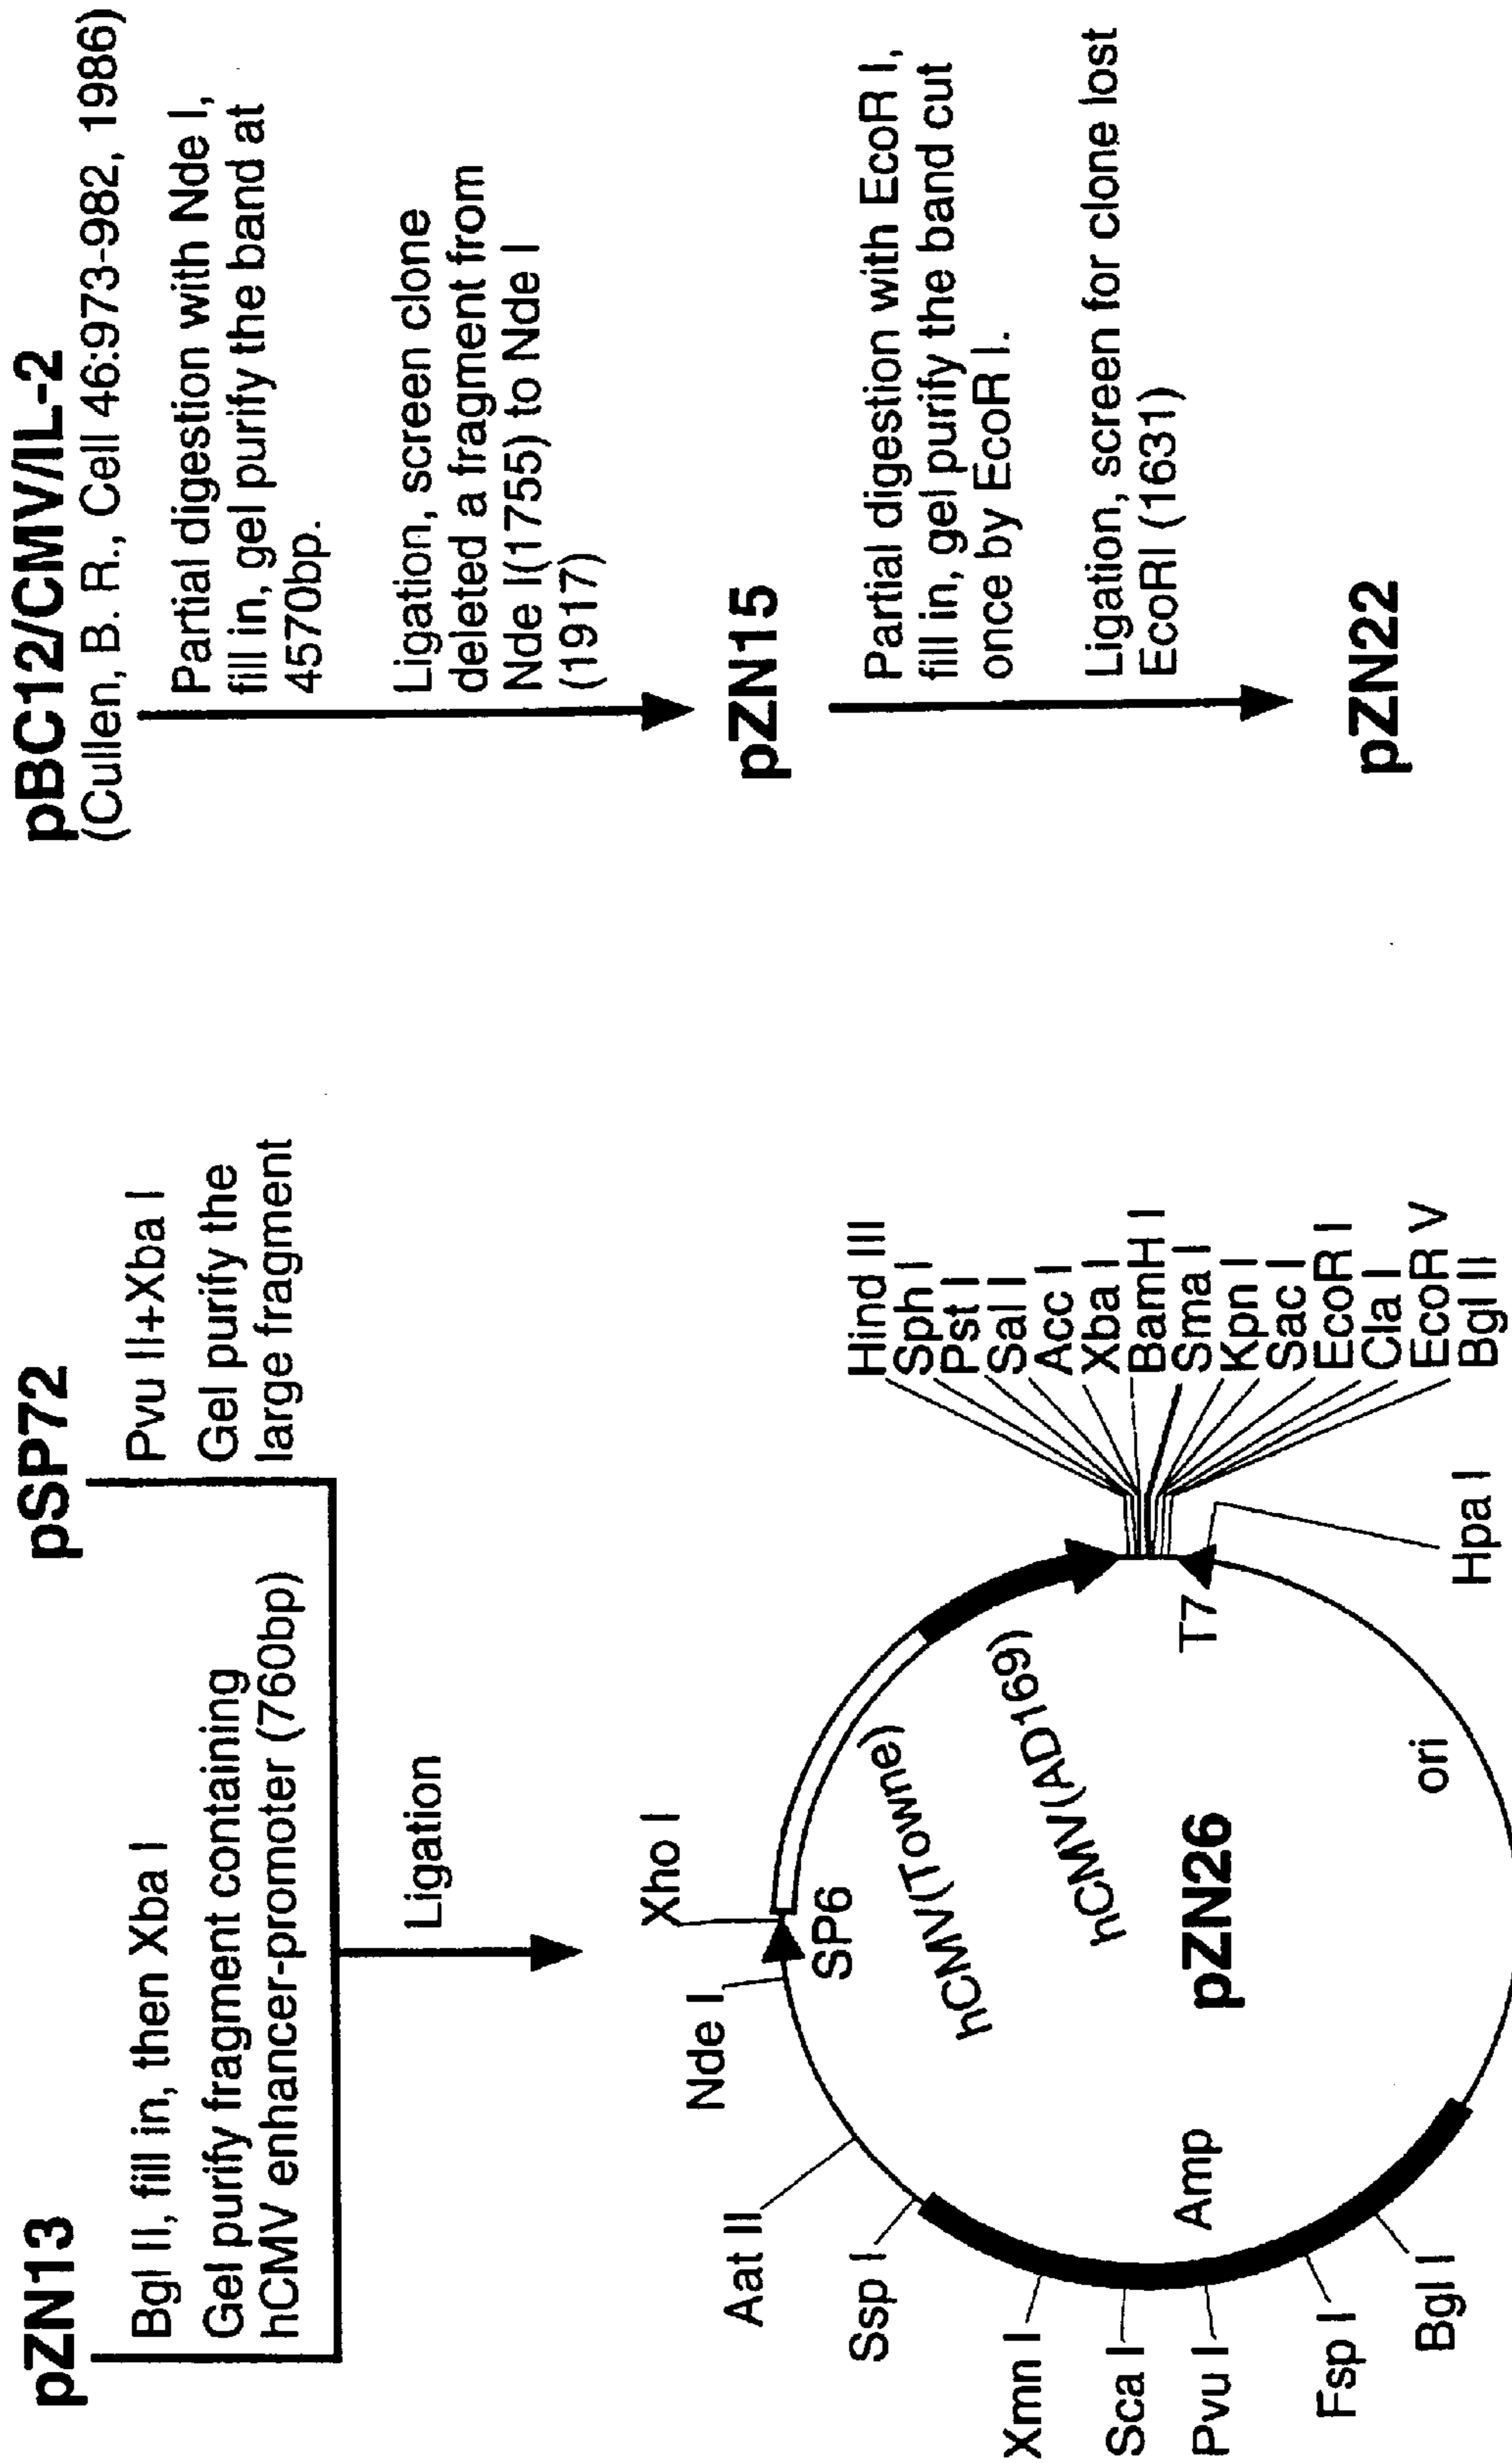 pZN13
Bgl II, fill in, then Xba I
Gel purify fragment containing
hCMV enhancer-promoter (760bp)
pSP72
Pvu II+Xba I
Gel purify the
large fragment
Ligation
Xho I
Nde I
SP6
Aat II
Ssp I
Xmn I
Sca I
Pvu I
Fsp I
Bgl I
Amp
hCMV(Towne)
hCMV(AD169)
pZN26
ori
T7
Hpa I
Hind III
Sph I
Pst I
Sal I
Acc I
Xba I
BamH I
Sma I
Kpn I
Sac I
EcoR I
Cla I
EcoR V
Bgl II
pBC12/CMV/IL-2
(Cullen, B. R., Cell 46:973-982, 1986)
Partial digestion with Nde I,
fill in, gel purify the band at
4570bp.
Ligation, screen clone
deleted a fragment from
Nde I(1755) to Nde I
(1917)
pZN15
Partial digestion with EcoR I,
fill in, gel purify the band cut
once by EcoR I.
Ligation, screen for clone lost
EcoRI (1631)
pZN22